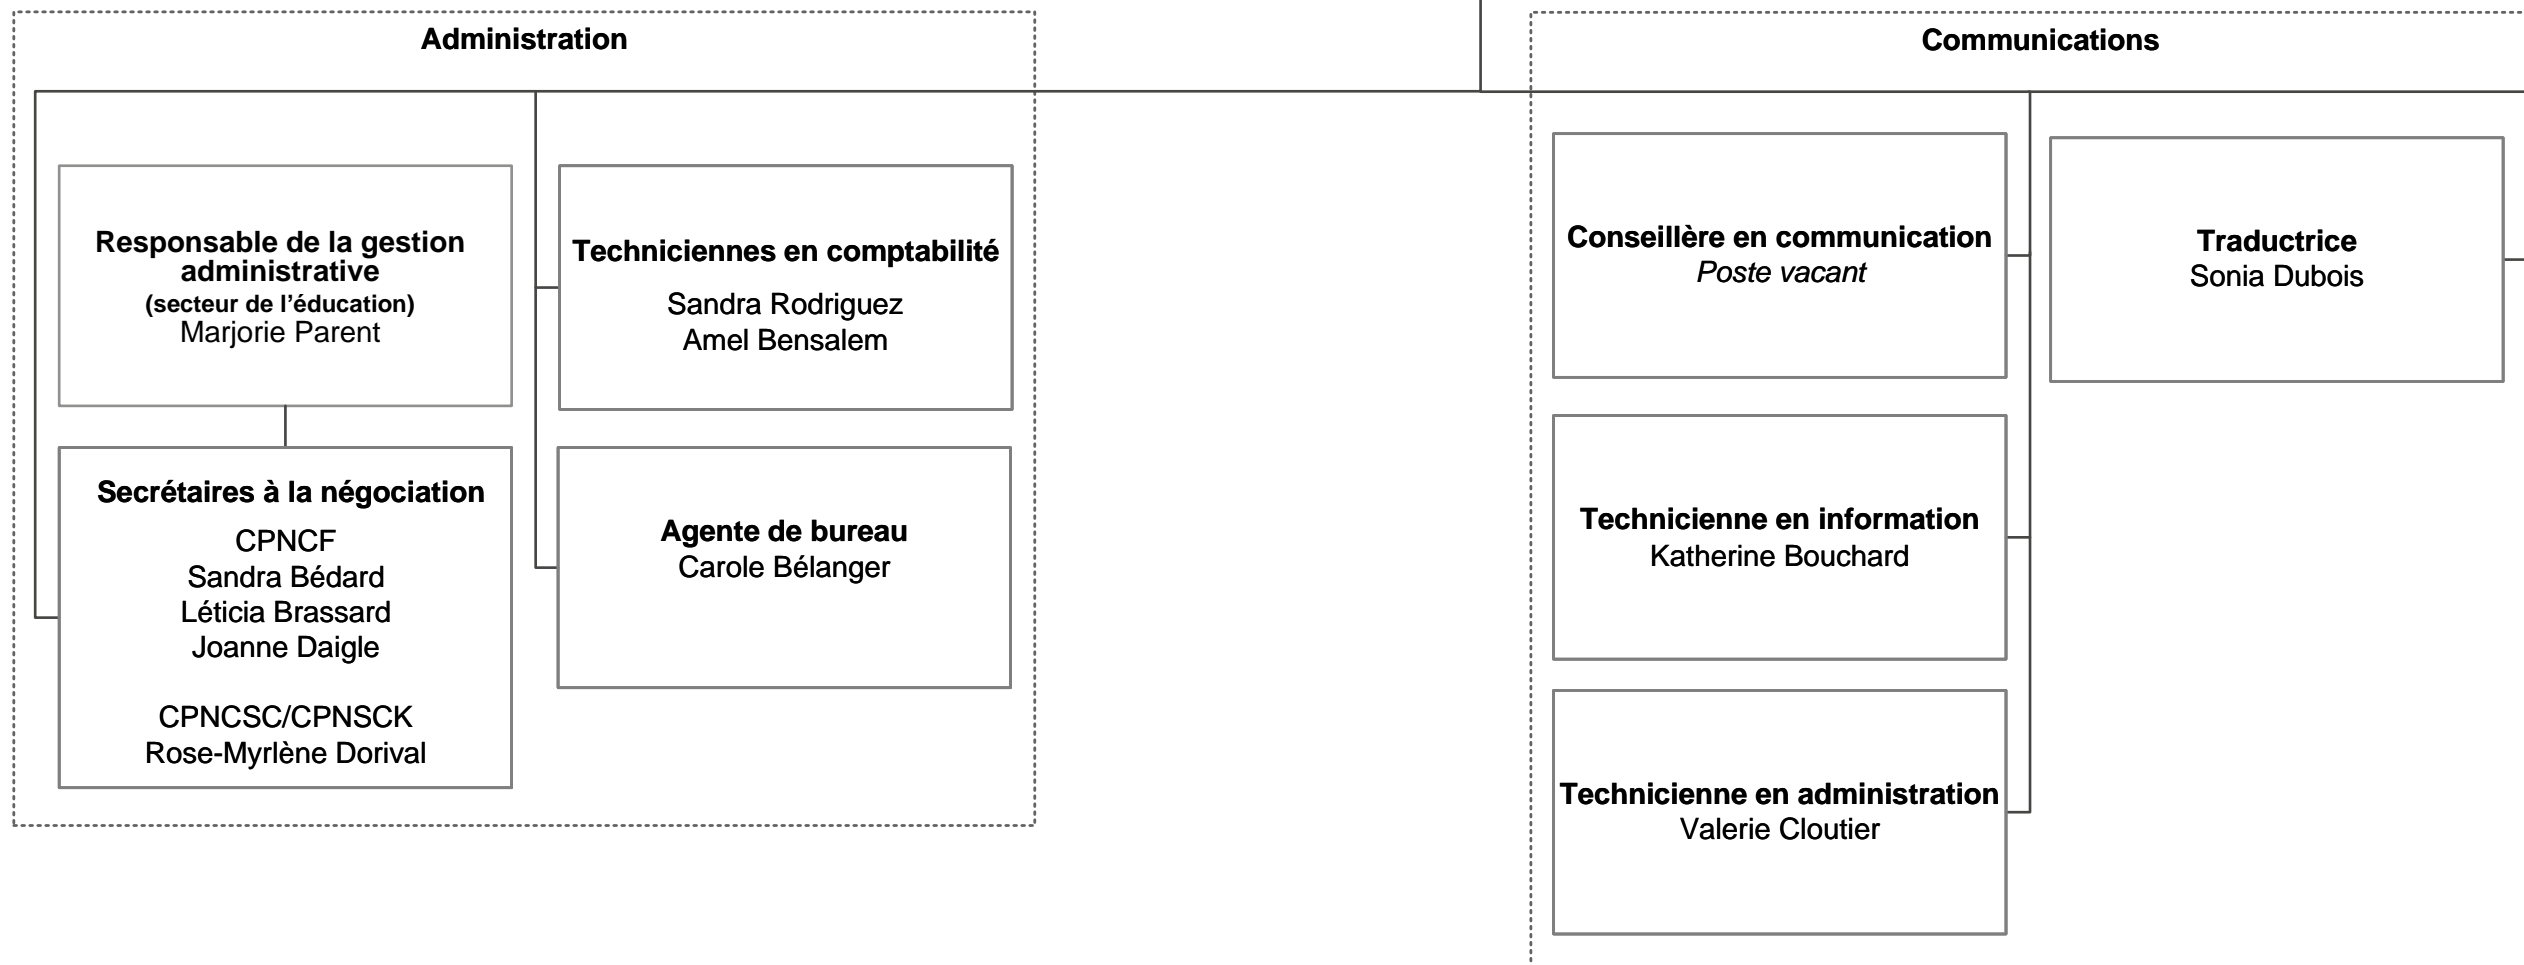 Administration
Responsable de la gestion
administrative
(secteur de l’éducation)
Marjorie Parent
Secrétaires à la négociation
CPNCF
Sandra Bédard
Léticia Brassard
Joanne Daigle
CPNCSC/CPNSCK
Rose-Myrlène Dorival
Techniciennes en comptabilité
Sandra Rodriguez
Amel Bensalem
Agente de bureau
Carole Bélanger
Communications
Conseillère en communication
Poste vacant
Technicienne en information
Katherine Bouchard
Technicienne en administration
Valerie Cloutier
Traductrice
Sonia Dubois